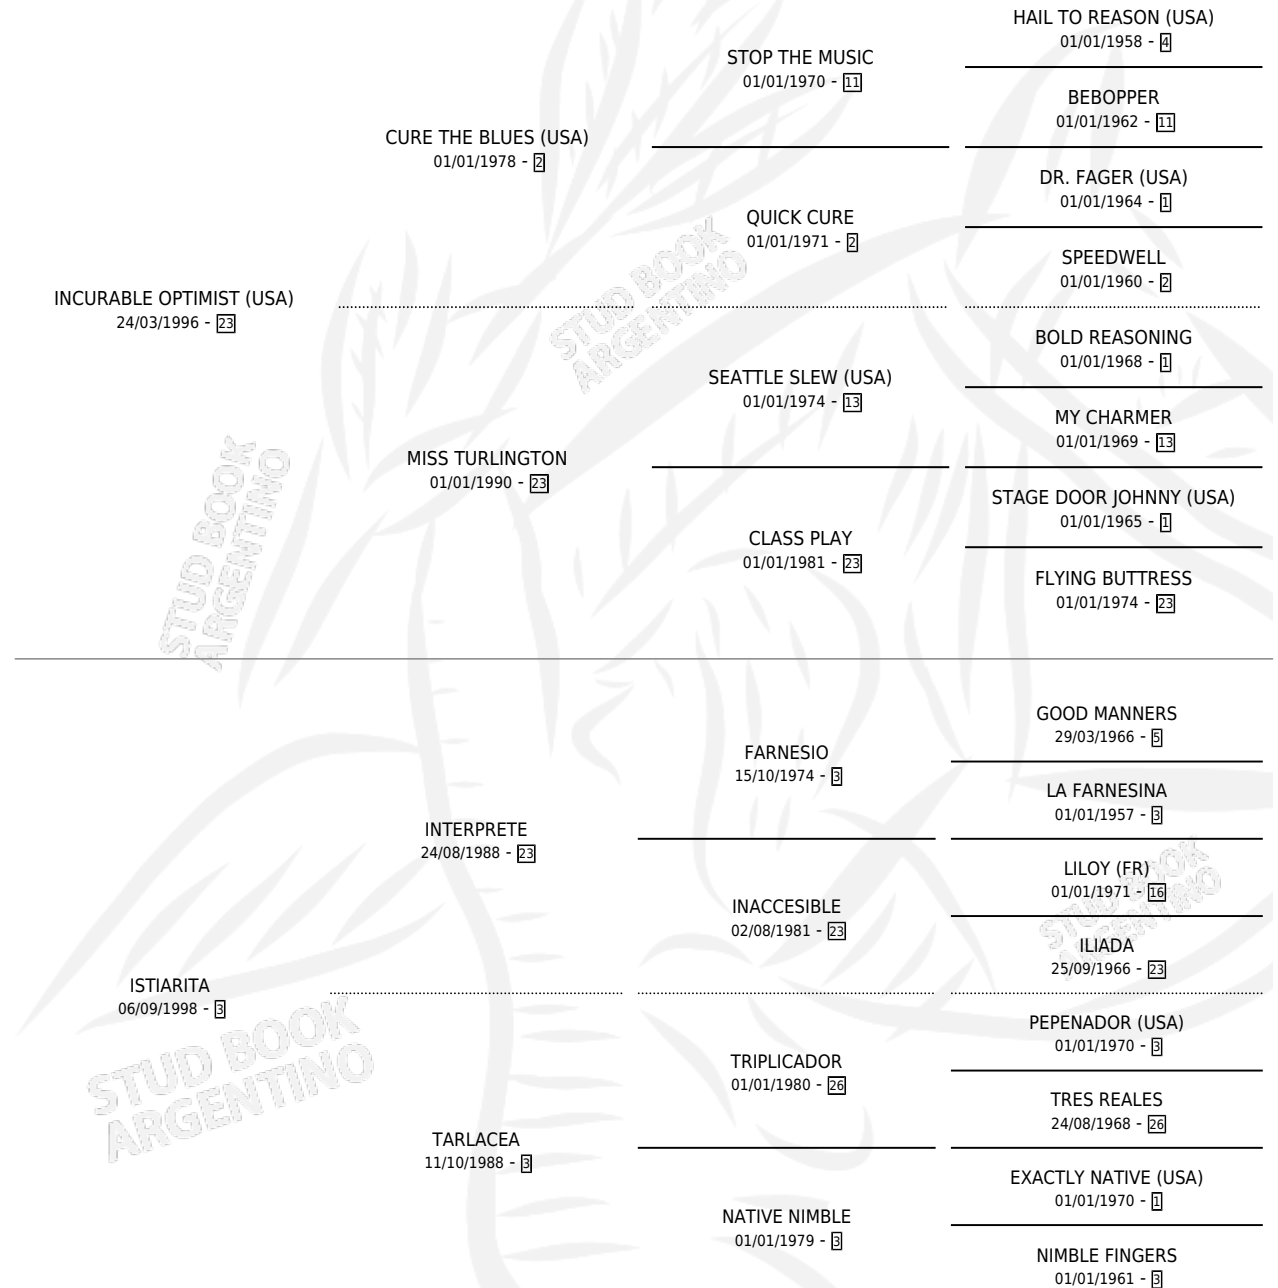 HAIL TO REASON (USA)
01/01/1958 - 4
STOP THE MUSIC
01/01/1970 - 11
BEBOPPER
01/01/1962 - 11
CURE THE BLUES (USA)
01/01/1978 - 2
DR. FAGER (USA)
01/01/1964 - 1
QUICK CURE
01/01/1971 - 2
SPEEDWELL
01/01/1960 - 2
INCURABLE OPTIMIST (USA)
24/03/1996 - 23
BOLD REASONING
01/01/1968 - 1
SEATTLE SLEW (USA)
01/01/1974 - 13
MY CHARMER
01/01/1969 - 13
MISS TURLINGTON
01/01/1990 - 23
STAGE DOOR JOHNNY (USA)
01/01/1965 - 1
CLASS PLAY
01/01/1981 - 23
FLYING BUTTRESS
01/01/1974 - 23
GOOD MANNERS
29/03/1966 - 5
FARNESIO
15/10/1974 - 3
LA FARNESINA
01/01/1957 - 3
INTERPRETE
24/08/1988 - 23
LILOY (FR)
01/01/1971 - 16
INACCESIBLE
02/08/1981 - 23
ILIADA
25/09/1966 - 23
ISTIARITA
06/09/1998 - 3
PEPENADOR (USA)
01/01/1970 - 3
TRIPLICADOR
01/01/1980 - 26
TRES REALES
24/08/1968 - 26
TARLACEA
11/10/1988 - 3
EXACTLY NATIVE (USA)
01/01/1970 - 1
NATIVE NIMBLE
01/01/1979 - 3
NIMBLE FINGERS
01/01/1961 - 3
STUD BOOK
ARGENTINO
STUD BOOK
ARGENTINO
STUD BOOK
ARGENTINO
STUD BOOK
ARGENTINO